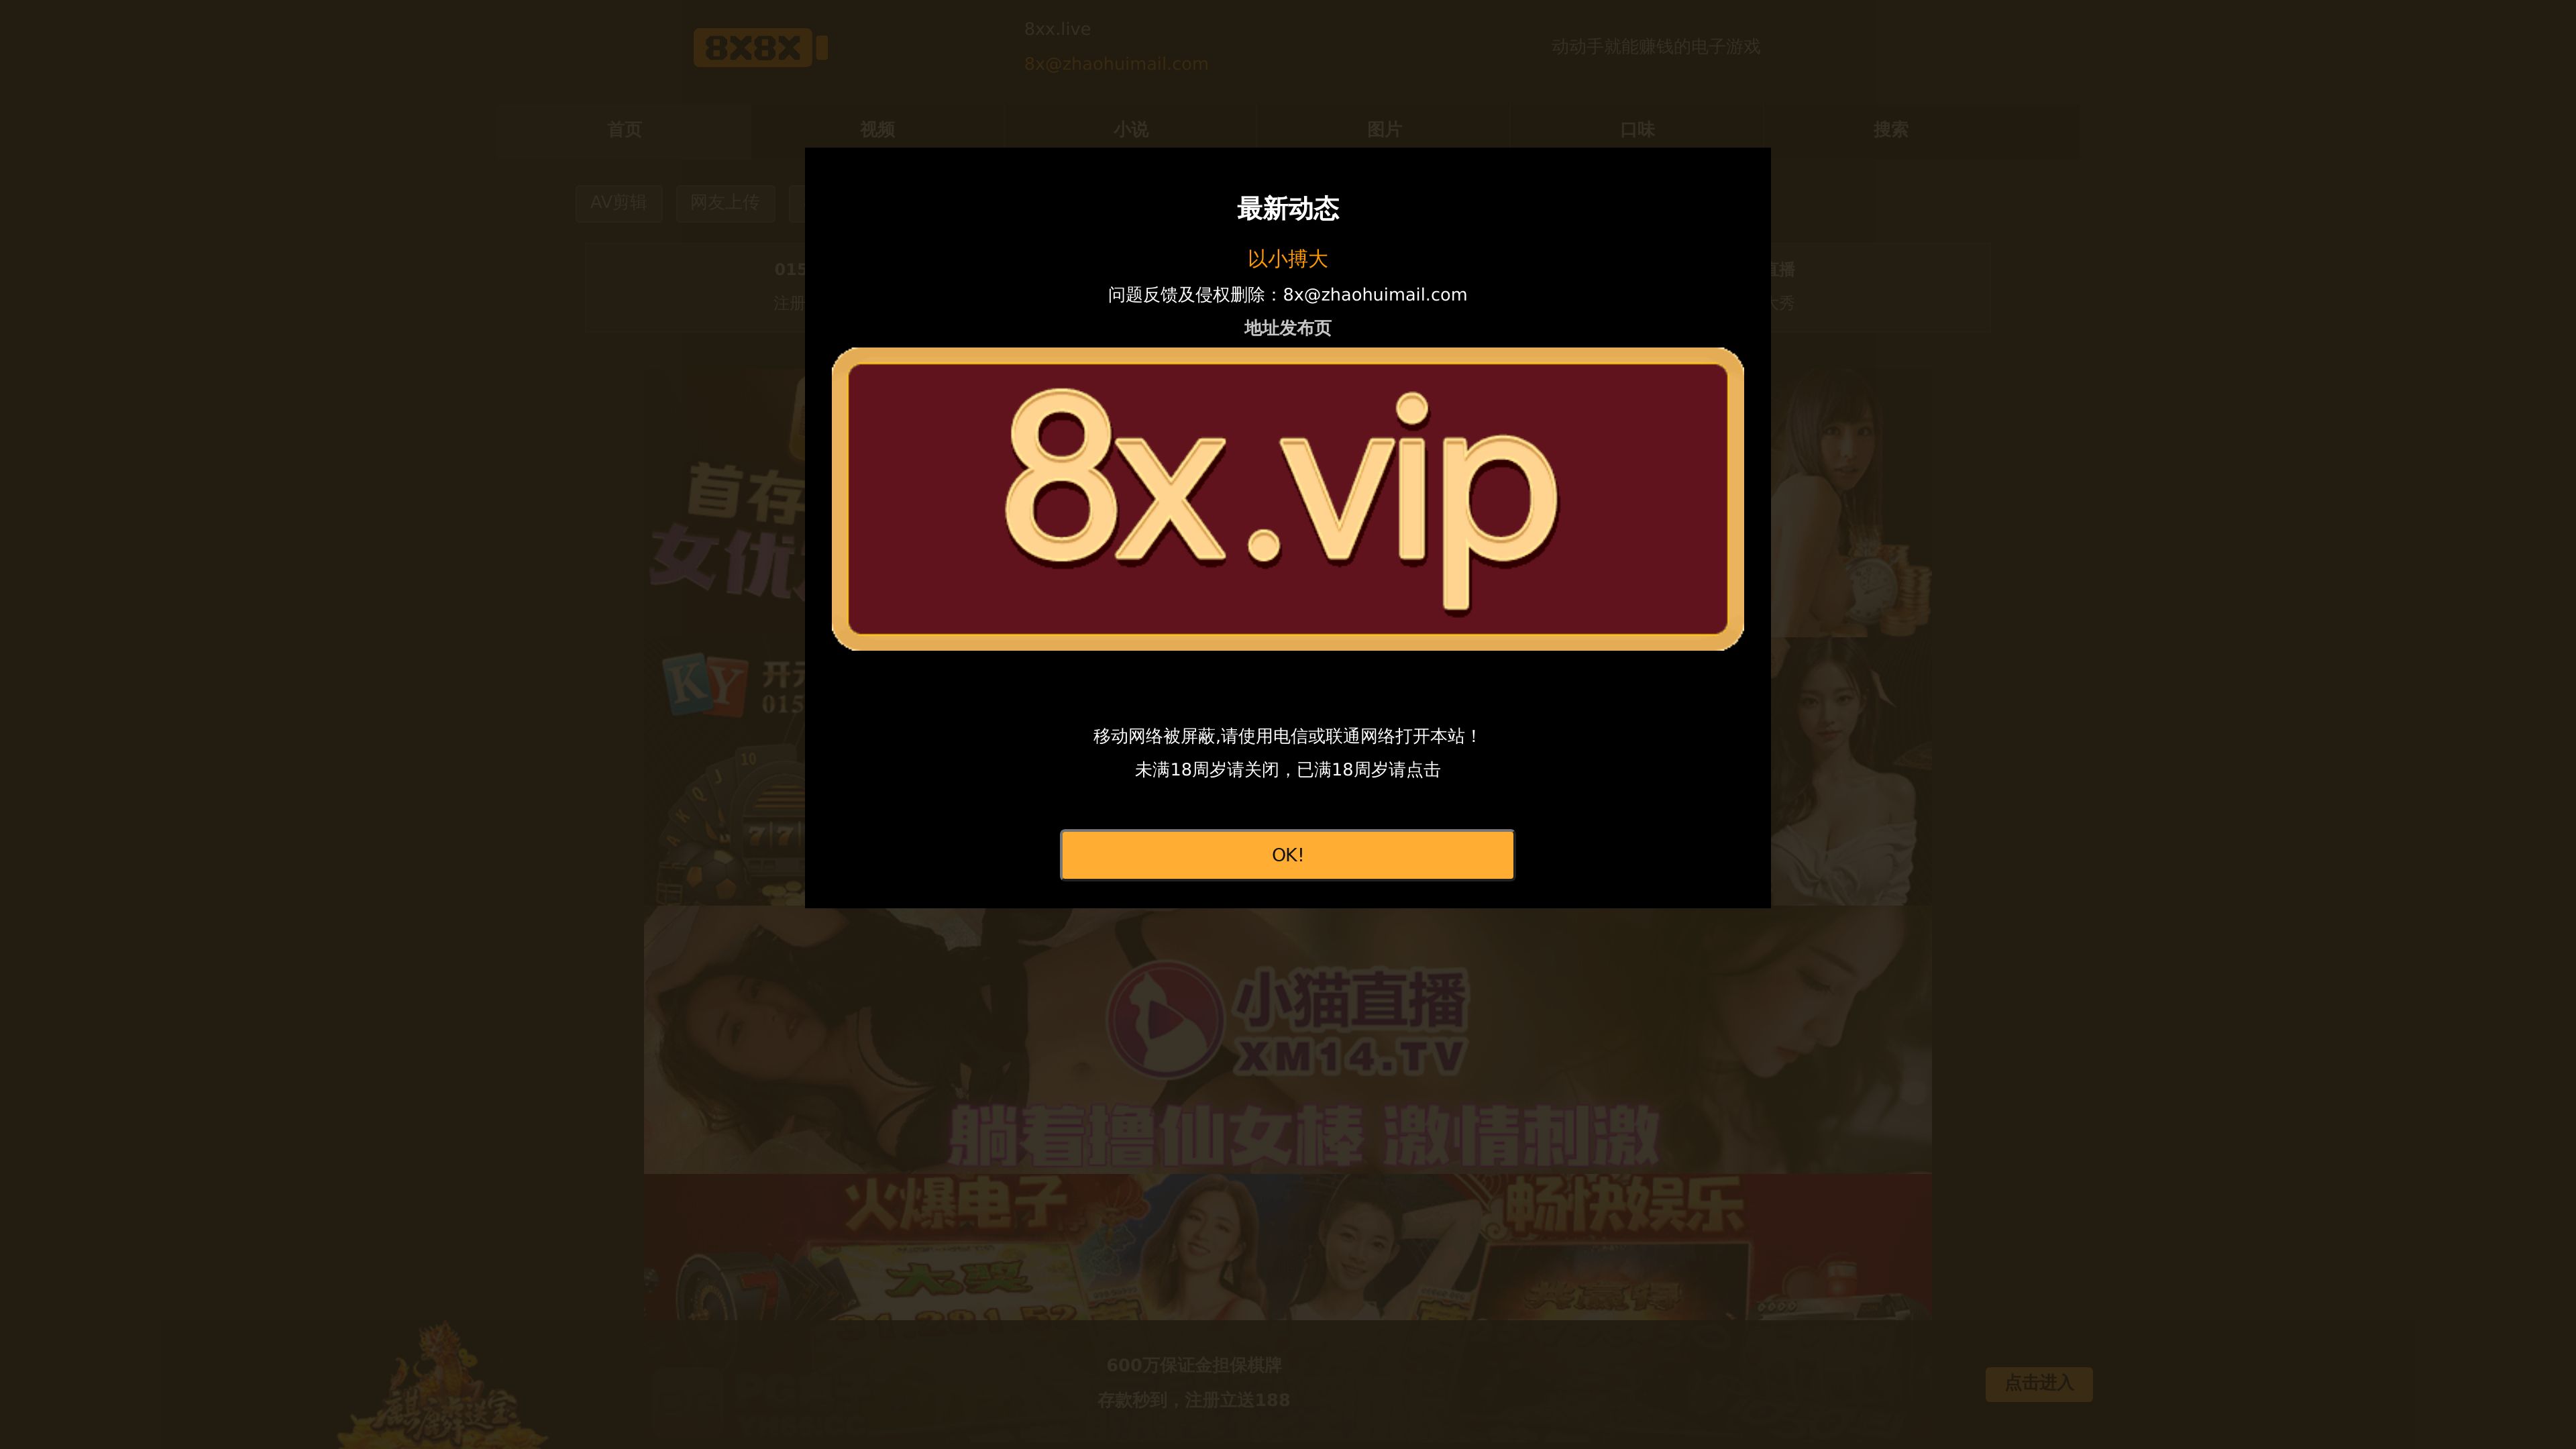 8X8X
8xx.live
8x@zhaohuimail.com
动动手就能赚钱的电子游戏
首页
视频
小说
图片
口味
搜索
AV剪辑
网友上传
最新动态
以小搏大
问题反馈及侵权删除：8x@zhaohuimail.com
地址发布页
015
注册
直播
大秀
8x.vip
首存
女优
KY
开元
015
移动网络被屏蔽,请使用电信或联通网络打开本站！
未满18周岁请关闭，已满18周岁请点击
OK!
小猫直播
XM14.TV
躺着撸仙女棒 激情刺激
火爆电子
畅快娱乐
大奖
600万保证金担保棋牌
存款秒到，注册立送188
麒麟送宝
点击进入